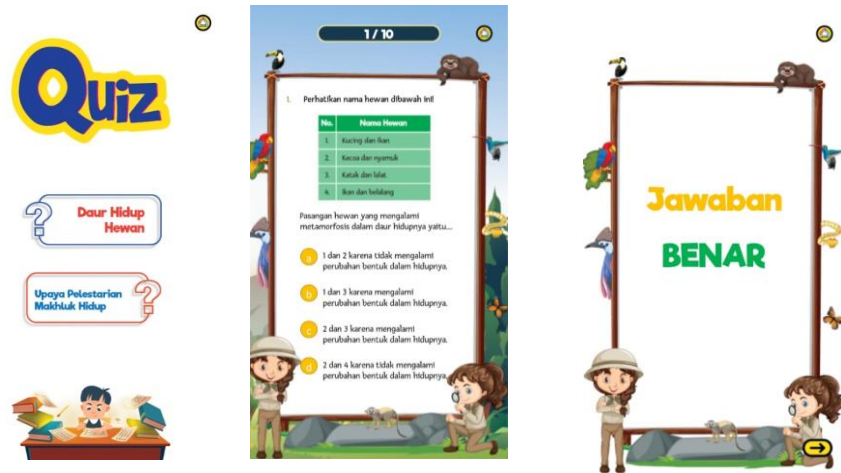 Quiz
Daur Hidup
Hewan
Upaya Pelestarian
Makhluk Hidup
1 / 10
1. Perhatikan nama hewan dibawah ini!
No. Nama Hewan
1. Kucing dan Ikan
2. Kecoa dan nyamuk
3. Katak dan lalat
4. Ikan dan belalang
Pasangan hewan yang mengalami
metamorfosis dalam daur hidupnya yaitu...
a 1 dan 2 karena tidak mengalami
perubahan bentuk dalam hidupnya.
b 1 dan 3 karena mengalami
perubahan bentuk dalam hidupnya.
c 2 dan 3 karena mengalami
perubahan bentuk dalam hidupnya.
d 2 dan 4 karena tidak mengalami
perubahan bentuk dalam hidupnya.
Jawaban
BENAR